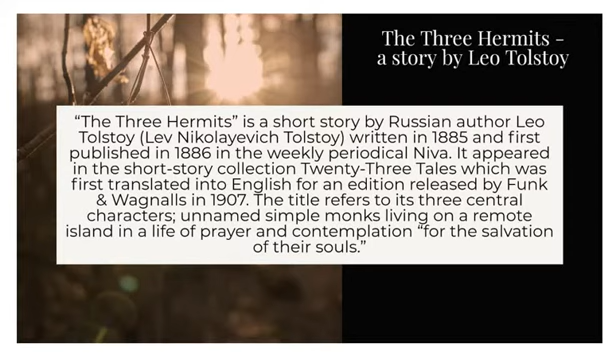 The Three Hermits -
a story by Leo Tolstoy
“The Three Hermits” is a short story by Russian author Leo
Tolstoy (Lev Nikolayevich Tolstoy) written in 1885 and first
published in 1886 in the weekly periodical Niva. It appeared
in the short-story collection Twenty-Three Tales which was
first translated into English for an edition released by Funk
& Wagnalls in 1907. The title refers to its three central
characters; unnamed simple monks living on a remote
island in a life of prayer and contemplation “for the salvation
of their souls.”